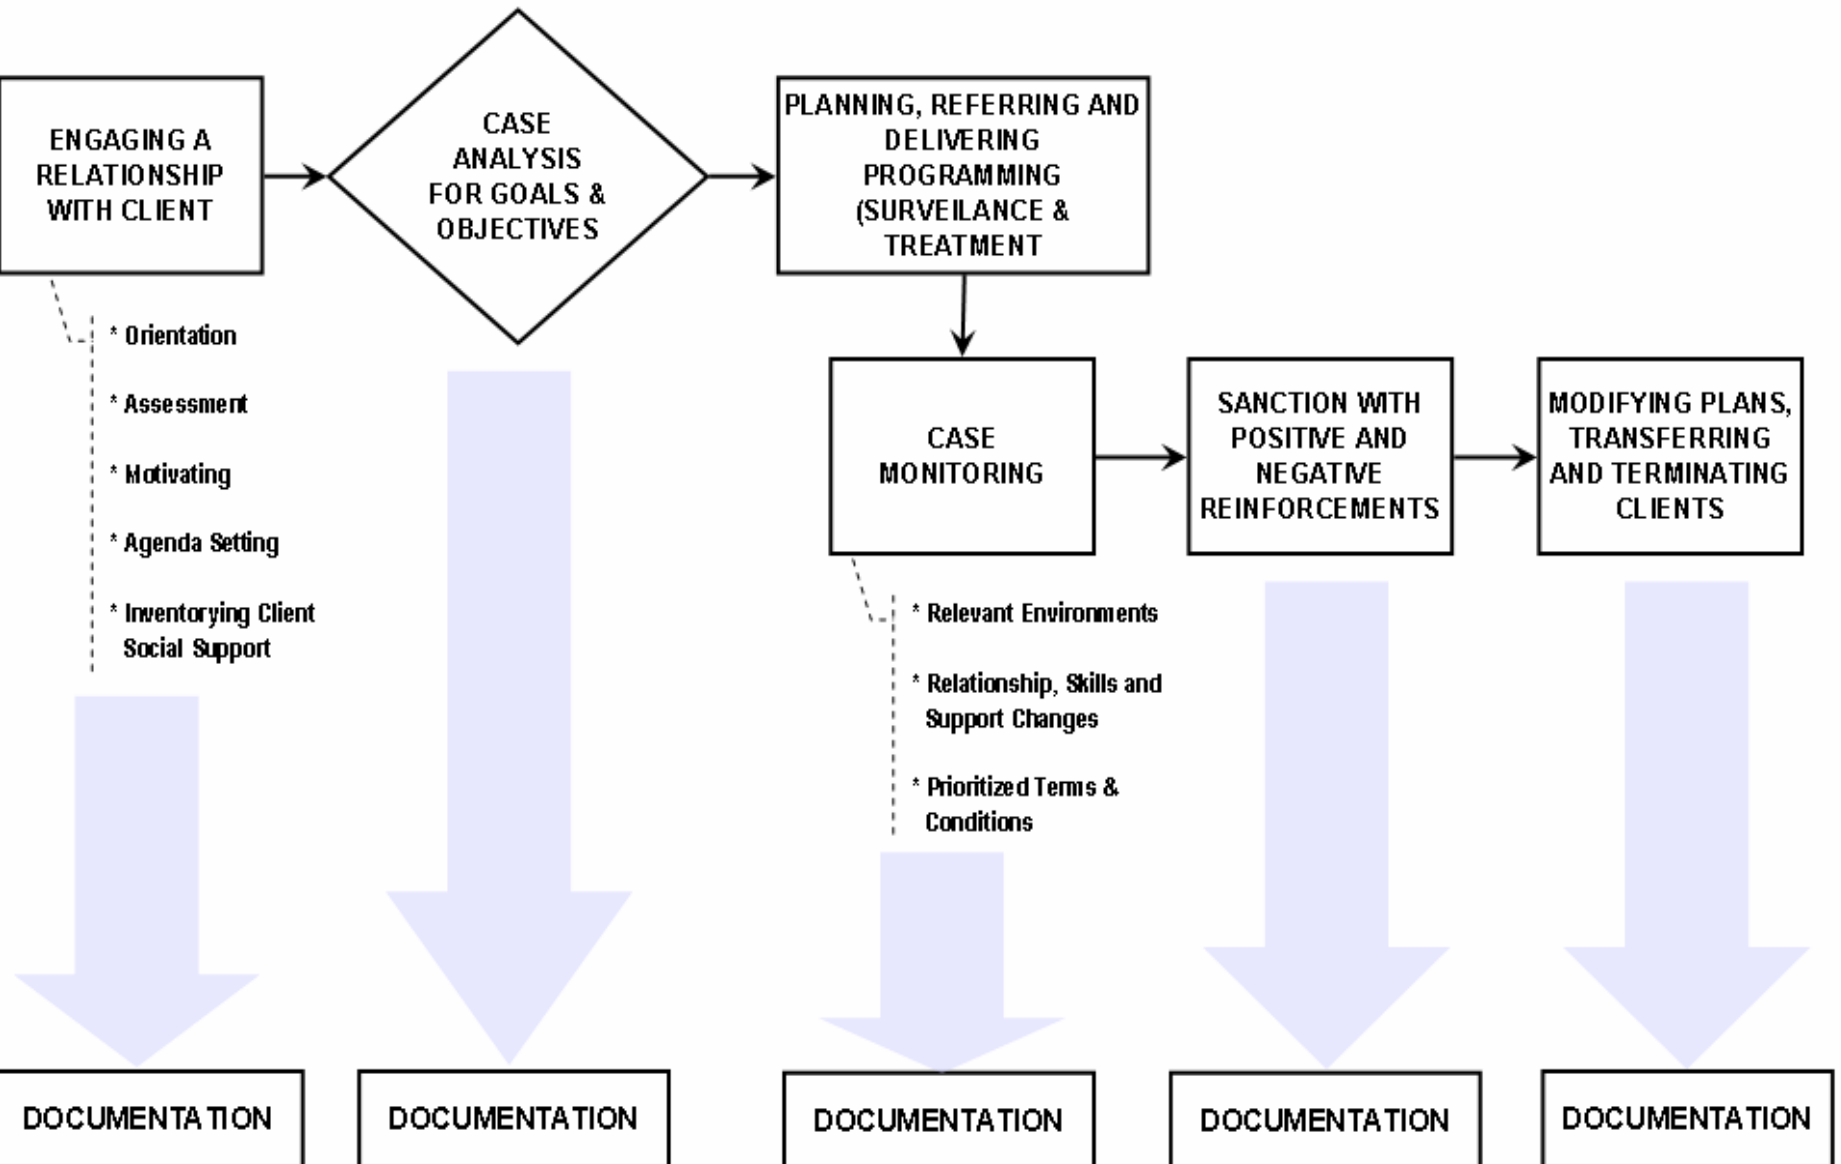 ENGAGING A
RELATIONSHIP
WITH CLIENT
CASE
ANALYSIS
FOR GOALS &
OBJECTIVES
PLANNING, REFERRING AND
DELIVERING
PROGRAMMING
(SURVEILANCE &
TREATMENT
* Orientation
* Assessment
* Motivating
* Agenda Setting
* Inventorying Client
Social Support
CASE
MONITORING
SANCTION WITH
POSITIVE AND
NEGATIVE
REINFORCEMENTS
MODIFYING PLANS,
TRANSFERRING
AND TERMINATING
CLIENTS
* Relevant Environments
* Relationship, Skills and
Support Changes
* Prioritized Terms &
Conditions
DOCUMENTATION
DOCUMENTATION
DOCUMENTATION
DOCUMENTATION
DOCUMENTATION